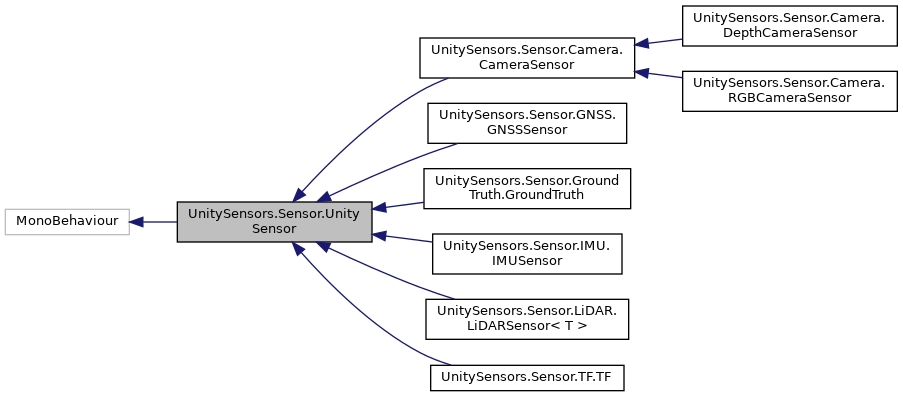 MonoBehaviour
UnitySensors.Sensor.Unity
Sensor
UnitySensors.Sensor.Camera.
CameraSensor
UnitySensors.Sensor.Camera.
DepthCameraSensor
UnitySensors.Sensor.Camera.
RGBCameraSensor
UnitySensors.Sensor.GNSS.
GNSSSensor
UnitySensors.Sensor.Ground
Truth.GroundTruth
UnitySensors.Sensor.IMU.
IMUSensor
UnitySensors.Sensor.LiDAR.
LiDARSensor< T >
UnitySensors.Sensor.TF.TF